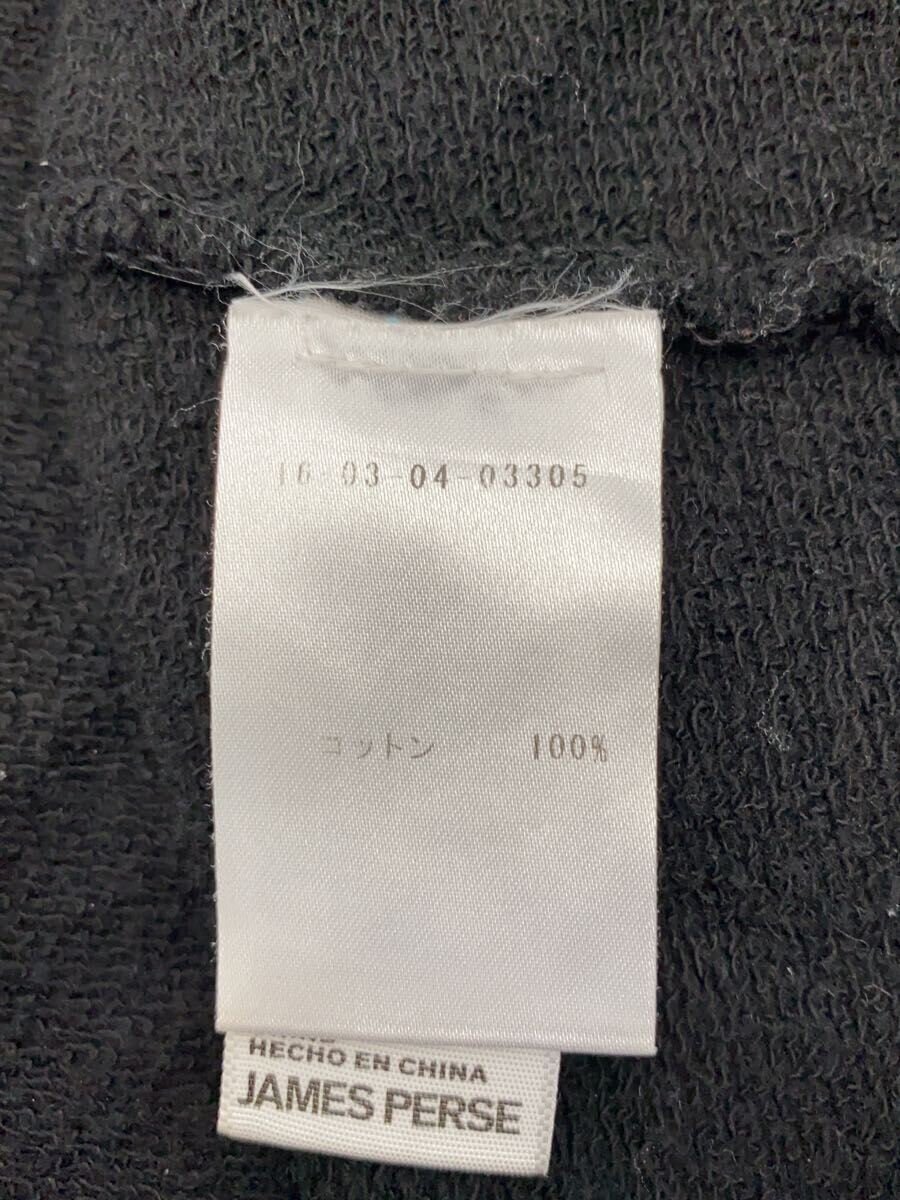 16-03-04-03305
コットン 100%
HECHO EN CHINA
JAMES PERSE